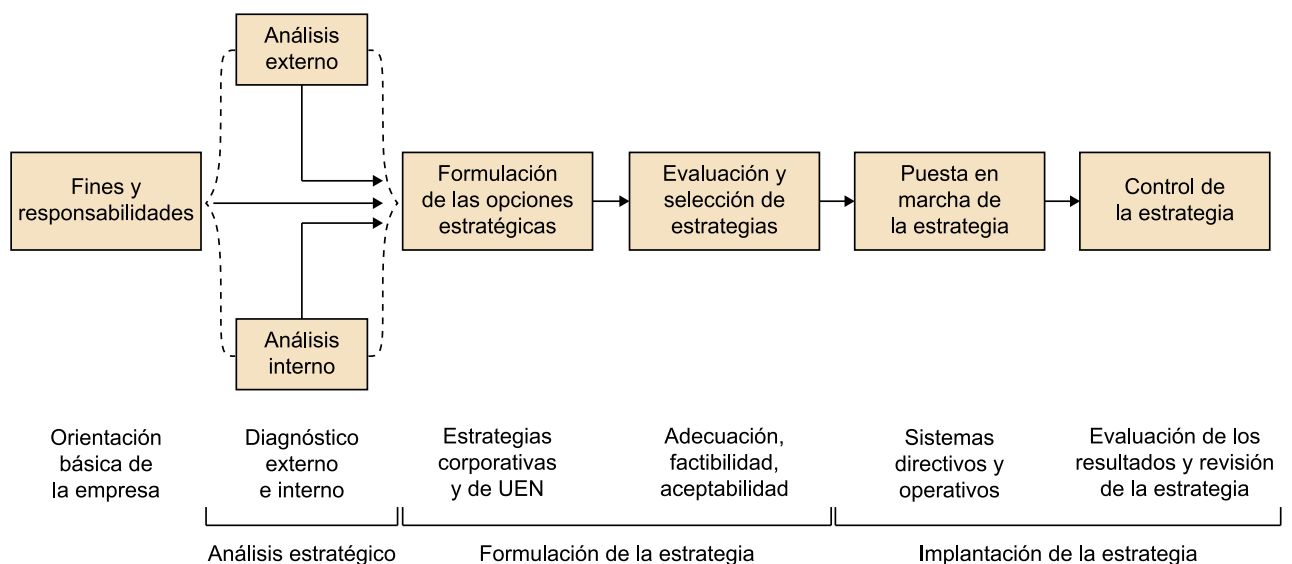 Análisis
externo
Fines y
responsabilidades
Análisis
interno
Formulación
de las opciones
estratégicas
Evaluación y
selección de
estrategias
Puesta en
marcha de
la estrategia
Control de
la estrategia
Orientación
básica de
la empresa
Diagnóstico
externo
e interno
Estrategias
corporativas
y de UEN
Adecuación,
factibilidad,
aceptabilidad
Sistemas
directivos y
operativos
Evaluación de los
resultados y revisión
de la estrategia
Análisis estratégico
Formulación de la estrategia
Implantación de la estrategia